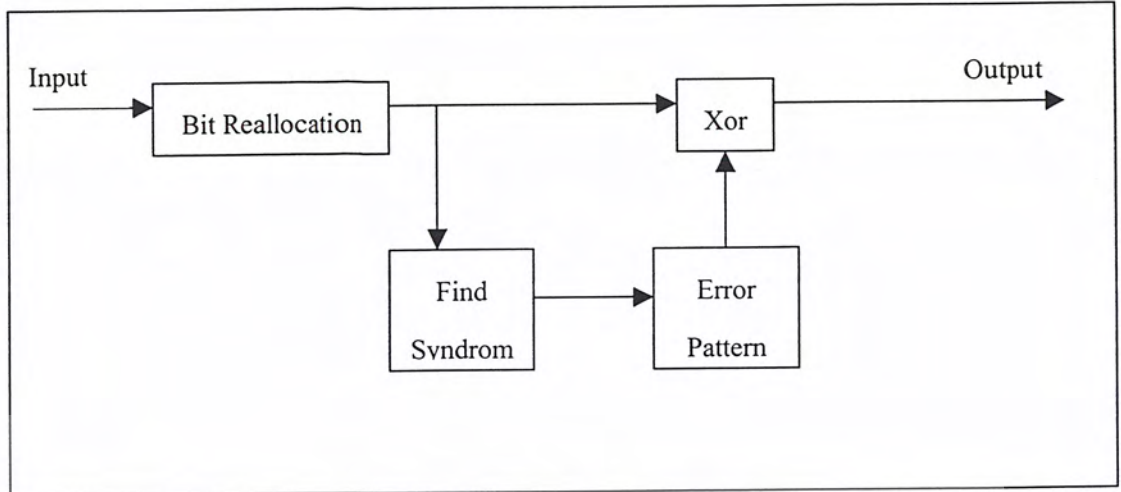 Input
Output
Bit Reallocation
Xor
Find
Syndrom
Error
Pattern